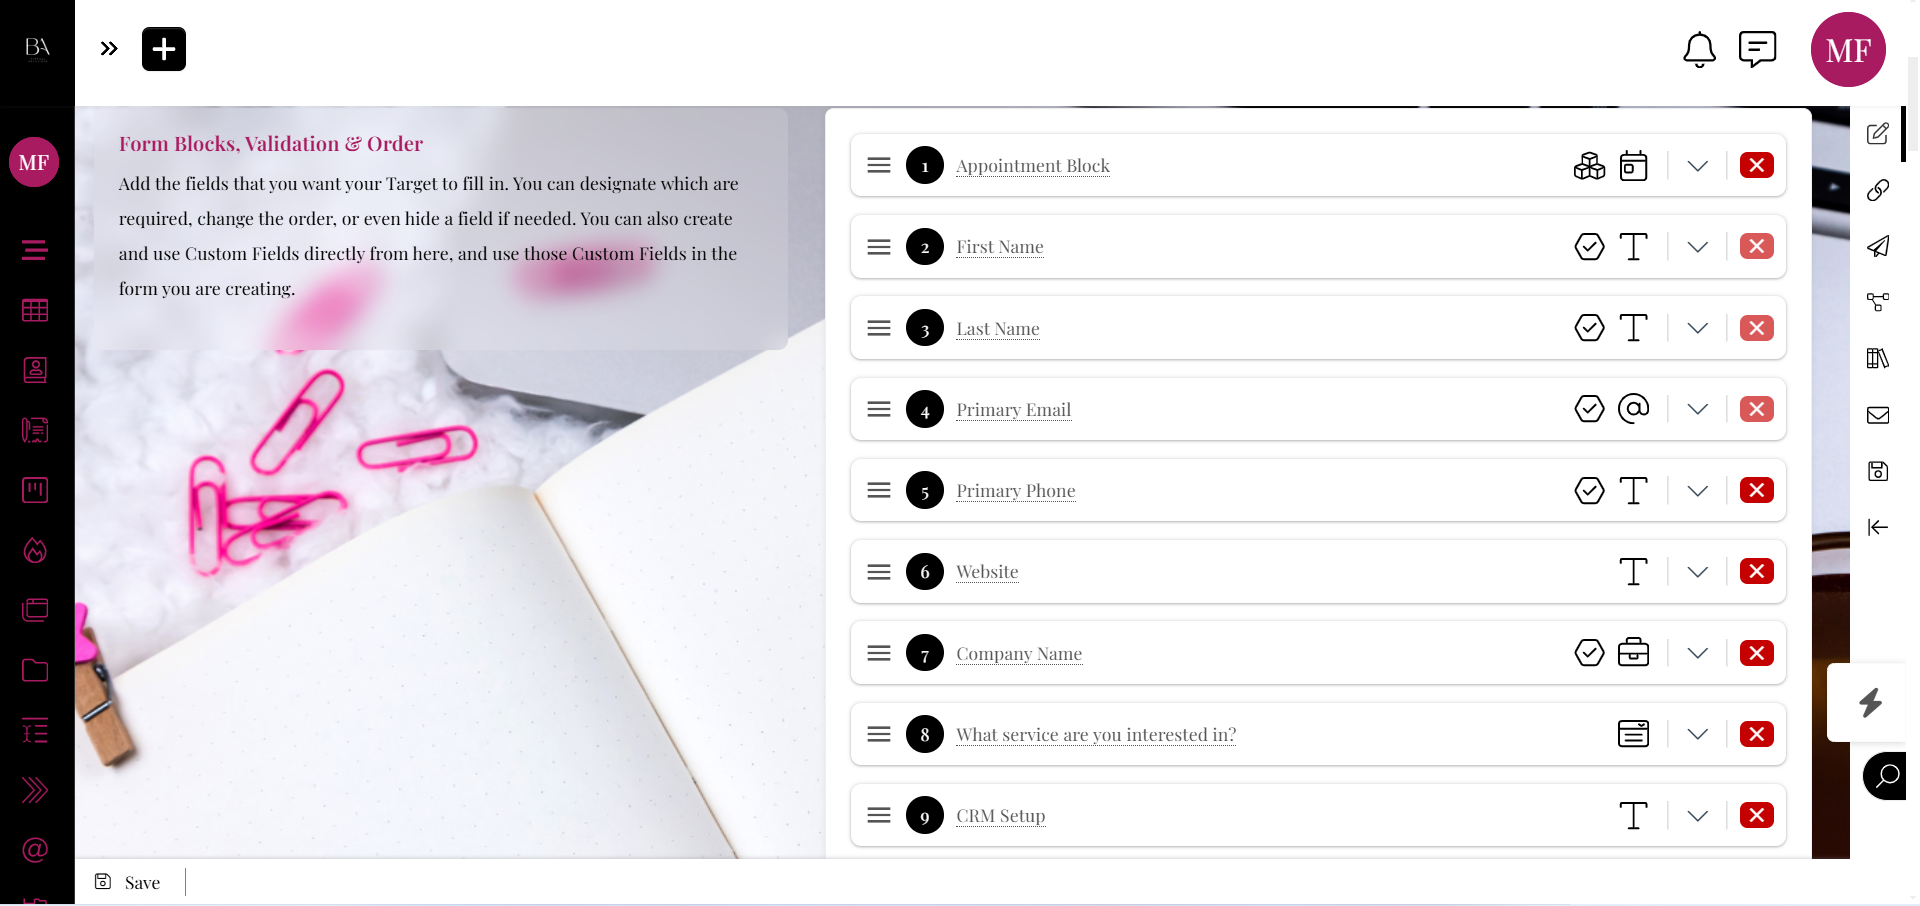 BA
MF
MF
Form Blocks, Validation & Order
Add the fields that you want your Target to fill in. You can designate which are
required, change the order, or even hide a field if needed. You can also create
and use Custom Fields directly from here, and use those Custom Fields in the
form you are creating.
1 Appointment Block
2 First Name
3 Last Name
4 Primary Email
5 Primary Phone
6 Website
7 Company Name
8 What service are you interested in?
9 CRM Setup
Save